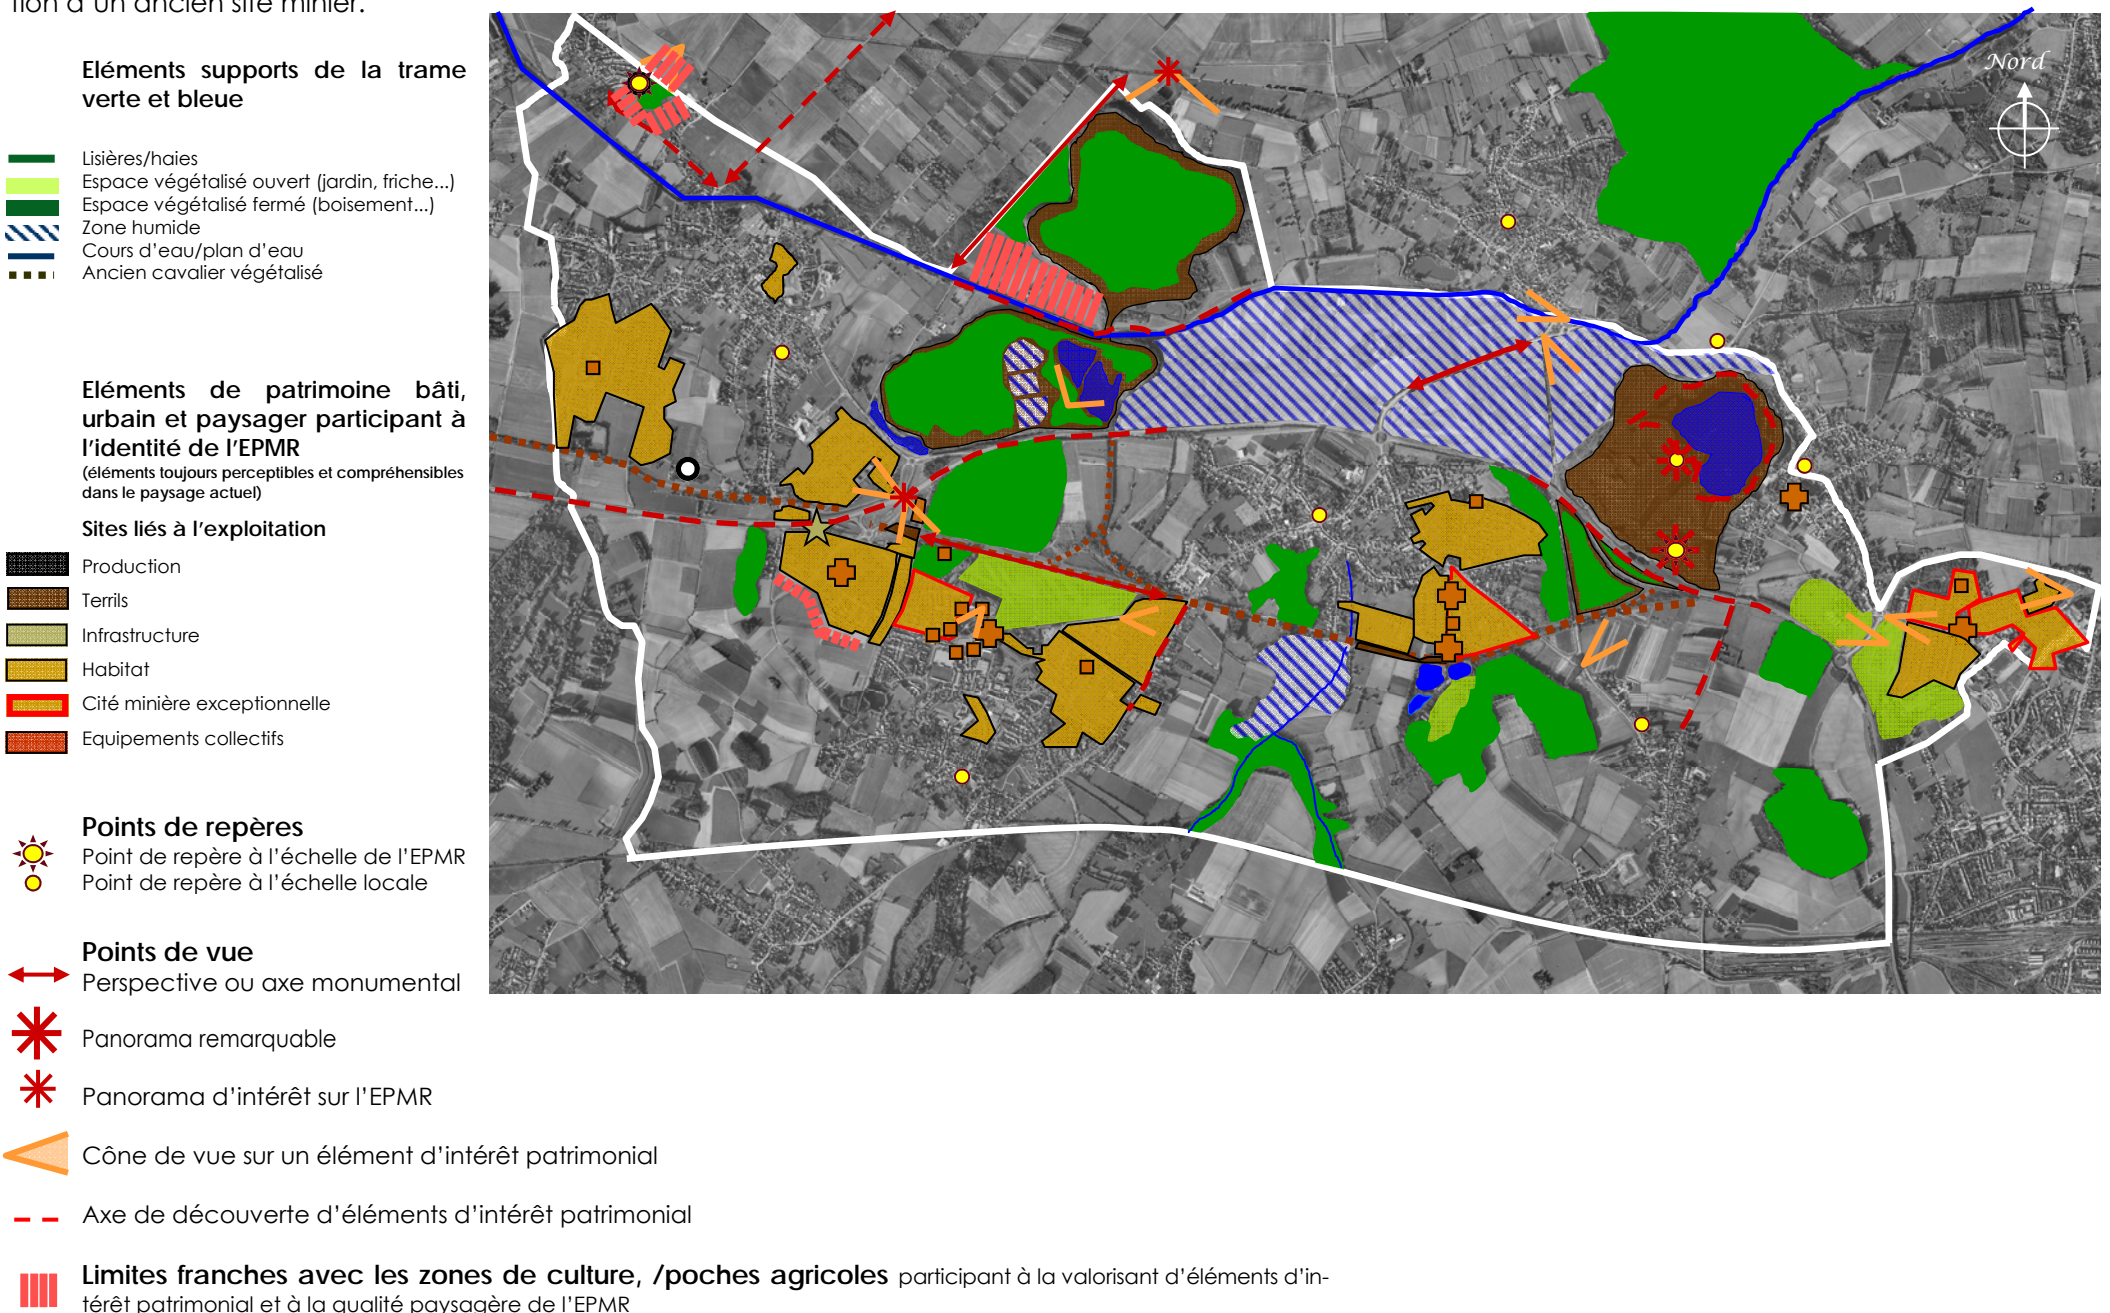 tion d'un ancien site minier.
Eléments supports de la trame
verte et bleue
Lisières/haies
Espace végétalisé ouvert (jardin, friche...)
Espace végétalisé fermé (boisement...)
Zone humide
Cours d'eau/plan d'eau
Ancien cavalier végétalisé
Eléments de patrimoine bâti,
urbain et paysager participant à
l'identité de l'EPMR
(éléments toujours perceptibles et compréhensibles
dans le paysage actuel)
Sites liés à l'exploitation
Production
Terrils
Infrastructure
Habitat
Cité minière exceptionnelle
Equipements collectifs
Points de repères
Point de repère à l'échelle de l'EPMR
Point de repère à l'échelle locale
Points de vue
Perspective ou axe monumental
Panorama remarquable
Panorama d'intérêt sur l'EPMR
Cône de vue sur un élément d'intérêt patrimonial
Axe de découverte d'éléments d'intérêt patrimonial
Limites franches avec les zones de culture, /poches agricoles participant à la valorisant d'éléments d'in-
térêt patrimonial et à la qualité paysagère de l'EPMR
Nord